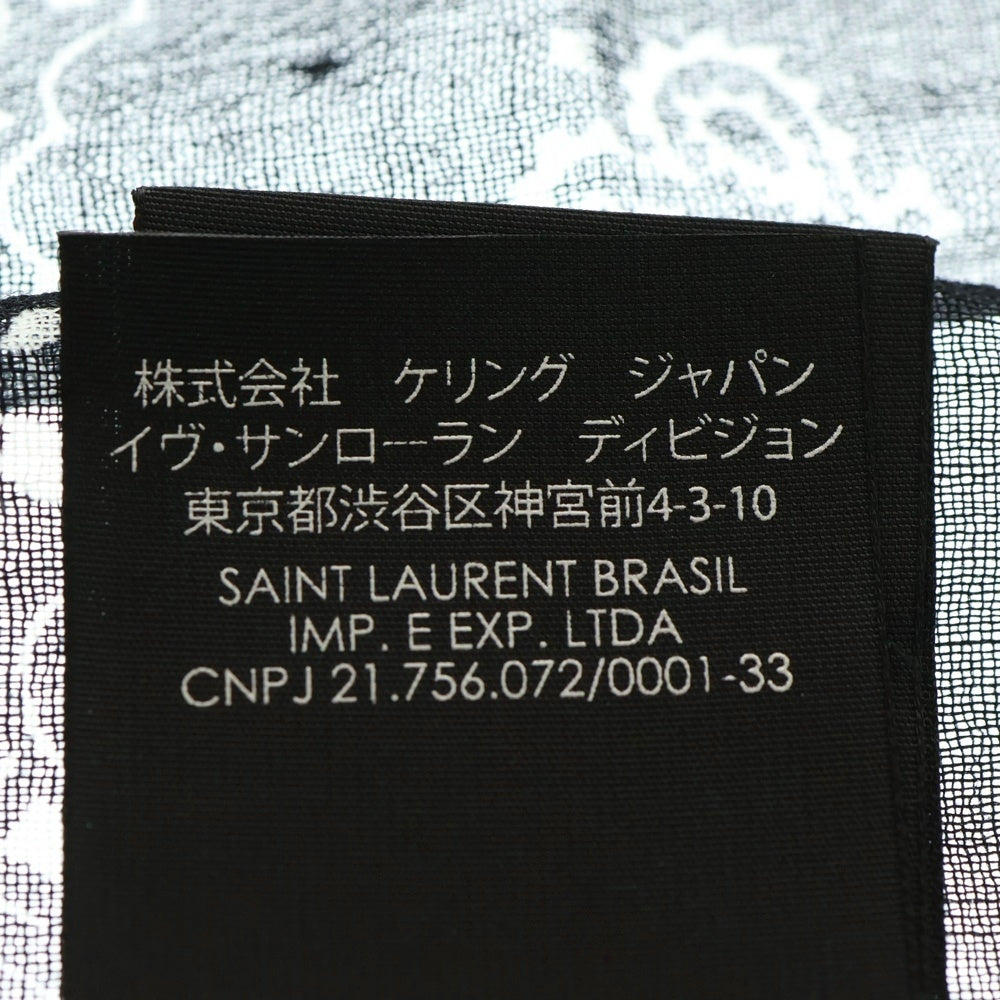 株式会社　ケリング　ジャパン
イヴ・サンローラン　ディビジョン
東京都渋谷区神宮前4-3-10
SAINT LAURENT BRASIL
IMP. E EXP. LTDA
CNPJ 21.756.072/0001-33